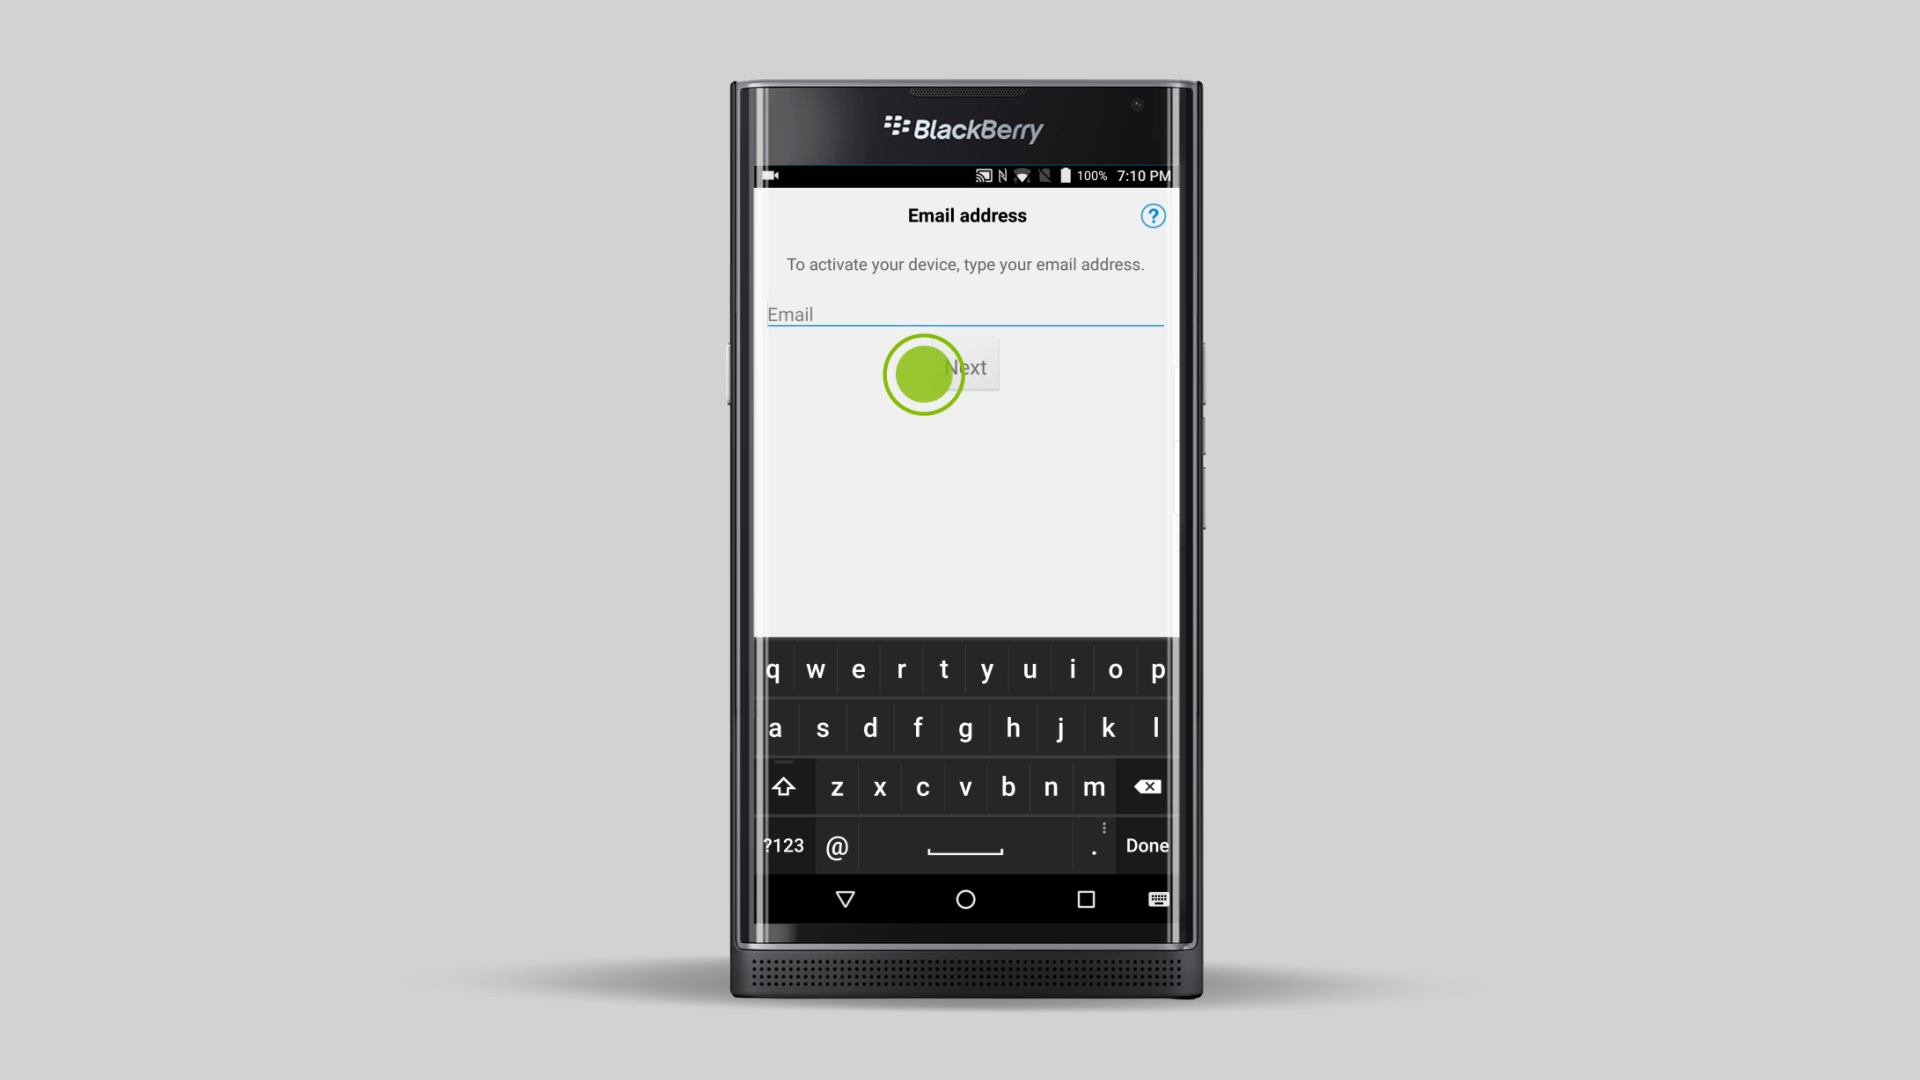 BlackBerry
100% 7:10 PM
Email address ?
To activate your device, type your email address.
Email
Next
q w e r t y u i o p
a s d f g h j k l
z x c v b n m
?123 @ . Done